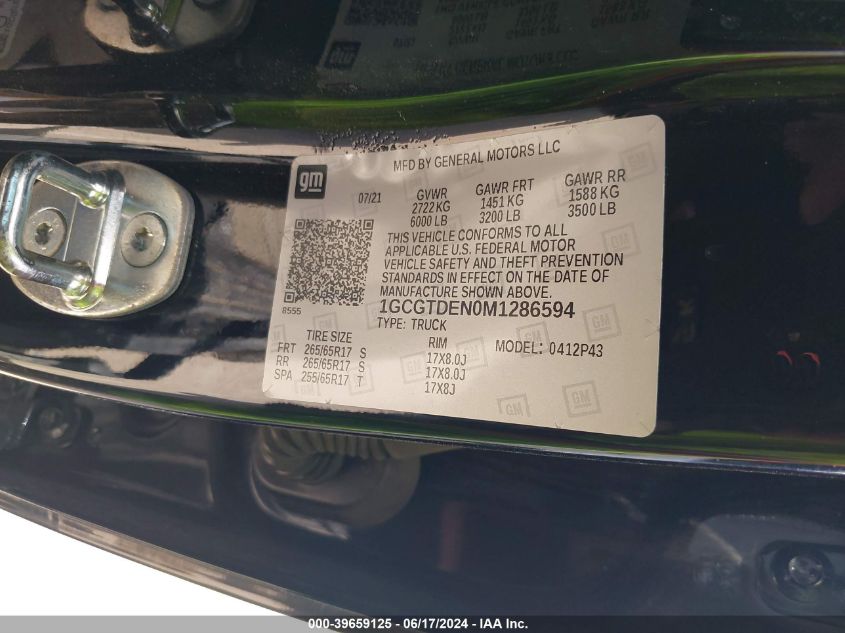 gm
MFD BY GENERAL MOTORS LLC
07/21
GVWR GAWR FRT GAWR RR
2722 KG 1451 KG 1588 KG
6000 LB 3200 LB 3500 LB
THIS VEHICLE CONFORMS TO ALL
APPLICABLE U.S. FEDERAL MOTOR
VEHICLE SAFETY AND THEFT PREVENTION
STANDARDS IN EFFECT ON THE DATE OF
MANUFACTURE SHOWN ABOVE.
8555
1GCGTDEN0M1286594
TYPE: TRUCK
TIRE SIZE RIM MODEL: 0412P43
FRT 265/65R17 S 17X8.0J
RR 265/65R17 S 17X8.0J
SPA 255/65R17 T 17X8J
000-39659125 - 06/17/2024 - IAA Inc.